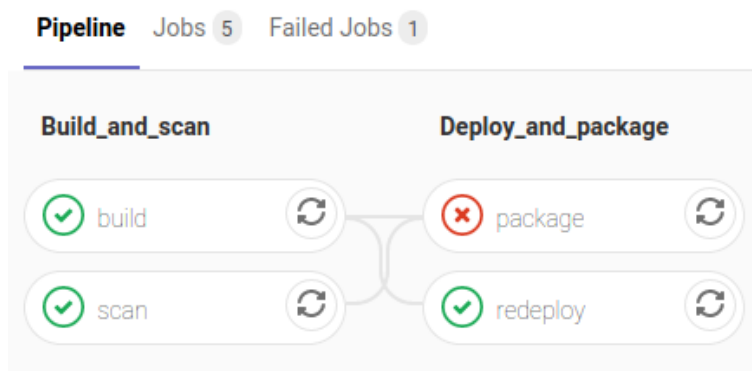 Pipeline Jobs 5 Failed Jobs 1
Build_and_scan Deploy_and_package
build package
scan redeploy